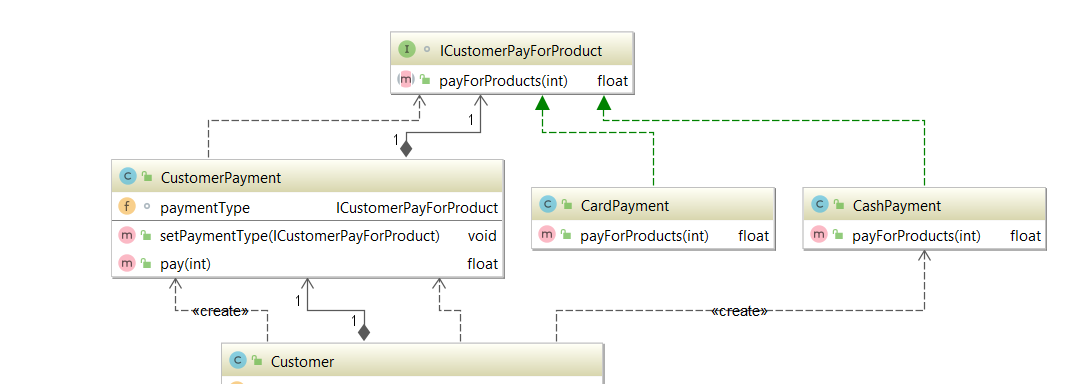 I ICustomerPayForProduct
m payForProducts(int) float
1
1
C CustomerPayment
f paymentType ICustomerPayForProduct
m setPaymentType(ICustomerPayForProduct) void
m pay(int) float
C CardPayment
m payForProducts(int) float
C CashPayment
m payForProducts(int) float
1
«create»
1
«create»
C Customer